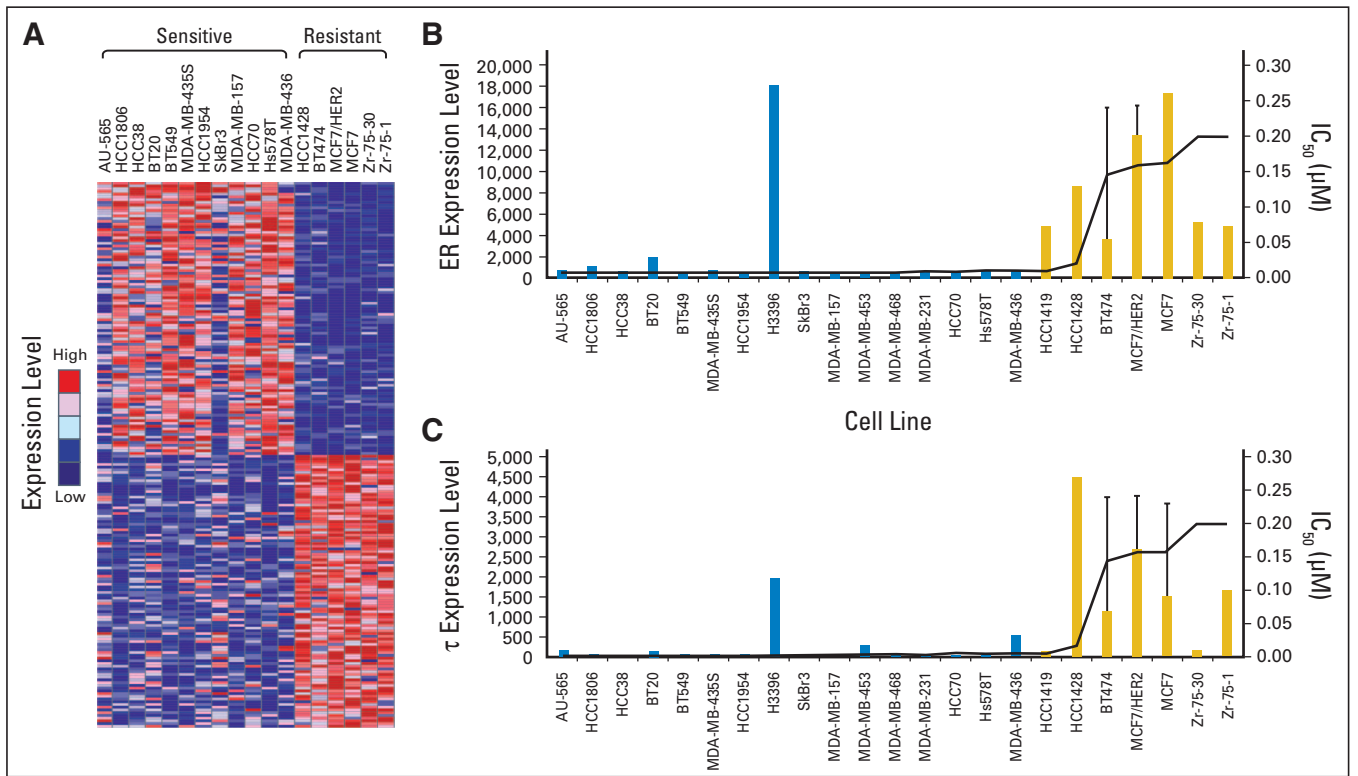 A
Sensitive
Resistant
AU-565
HCC1806
HCC38
BT20
BT549
MDA-MB-435S
HCC1954
SkBr3
MDA-MB-157
HCC70
Hs578T
MDA-MB-436
HCC1428
BT474
MCF7/HER2
MCF7
Zr-75-30
Zr-75-1
Expression Level
High
Low
B
ER Expression Level
20,000
18,000
16,000
14,000
12,000
10,000
8,000
6,000
4,000
2,000
0
0.30
0.25
0.20
0.15
0.10
0.05
0.00
IC50 (µM)
AU-565
HCC1806
HCC38
BT20
BT549
MDA-MB-435S
HCC1954
H3396
SkBr3
MDA-MB-157
MDA-MB-453
MDA-MB-468
MDA-MB-231
HCC70
Hs578T
MDA-MB-436
HCC1419
HCC1428
BT474
MCF7/HER2
MCF7
Zr-75-30
Zr-75-1
Cell Line
C
τ Expression Level
5,000
4,500
4,000
3,500
3,000
2,500
2,000
1,500
1,000
500
0
0.30
0.25
0.20
0.15
0.10
0.05
0.00
IC50 (µM)
AU-565
HCC1806
HCC38
BT20
BT549
MDA-MB-435S
HCC1954
H3396
SkBr3
MDA-MB-157
MDA-MB-453
MDA-MB-468
MDA-MB-231
HC70
Hs578T
MDA-MB-436
HCC1419
HCC1428
BT474
MCF7/HER2
MCF7
Zr-75-30
Zr-75-1